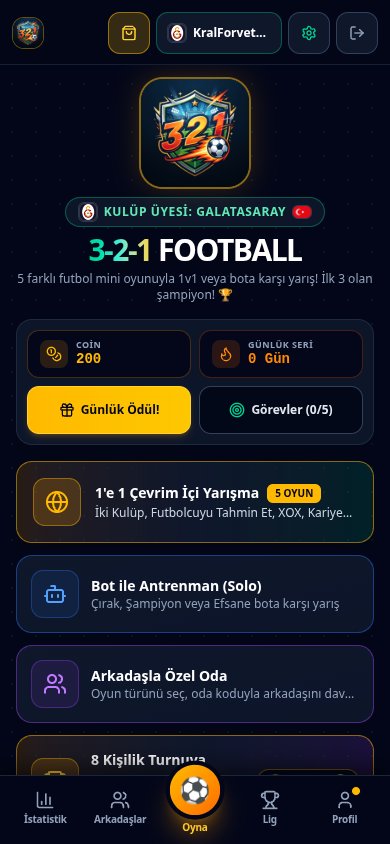 321
KralForvet...
321
KULÜP ÜYESİ: GALATASARAY
3-2-1 FOOTBALL
5 farklı futbol mini oyunuyla 1v1 veya bota karşı yarış! İlk 3 olan
şampiyon! 🏆
COİN
200
GÜNLÜK SERİ
0 Gün
Günlük Ödül!
Görevler (0/5)
1'e 1 Çevrim İçi Yarışma
5 OYUN
İki Kulüp, Futbolcuyu Tahmin Et, XOX, Kariye...
Bot ile Antrenman (Solo)
Çırak, Şampiyon veya Efsane bota karşı yarış
Arkadaşla Özel Oda
Oyun türünü seç, oda koduyla arkadaşını dav...
8 Kişilik Turnuva
İstatistik
Arkadaşlar
Oyna
Lig
Profil